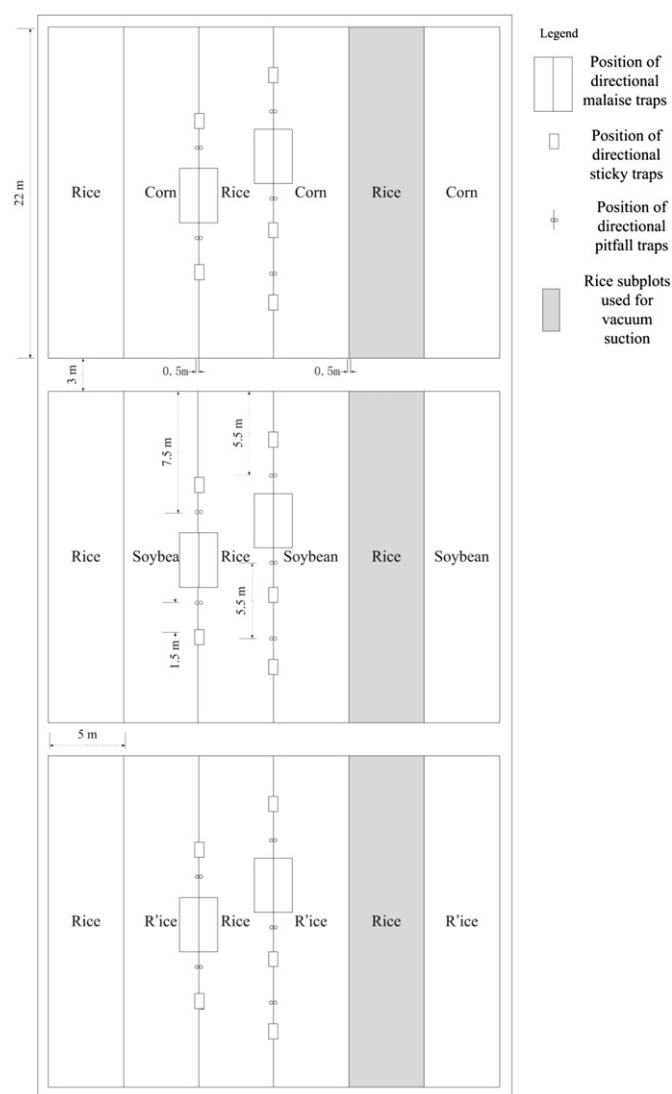 Legend
Position of
directional
malaise traps
Position of
directional
sticky traps
Position of
directional
pitfall traps
Rice subplots
used for
vacuum
suction
22 m
Rice Corn Rice Corn Rice Corn
3 m
0.5m 0.5m
7.5 m
5.5 m
Rice Soybea Rice Soybean Rice Soybean
5.5 m
1.5 m
5 m
Rice R’ice Rice R’ice Rice R’ice